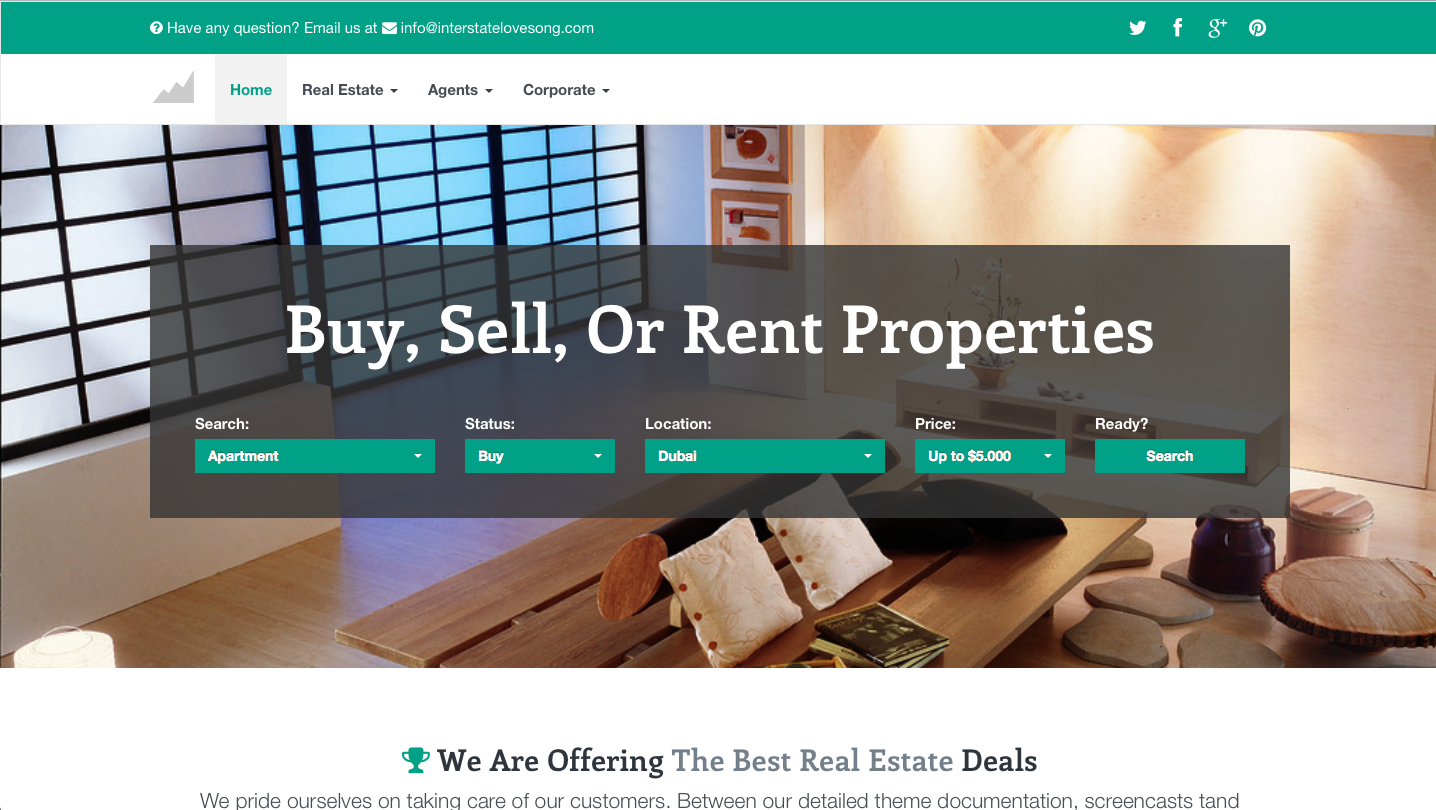 Have any question? Email us at info@interstatelovesong.com
Home Real Estate Agents Corporate
Buy, Sell, Or Rent Properties
Search: Status: Location: Price: Ready?
Apartment Buy Dubai Up to $5.000 Search
We Are Offering The Best Real Estate Deals
We pride ourselves on taking care of our customers. Between our detailed theme documentation, screencasts tand